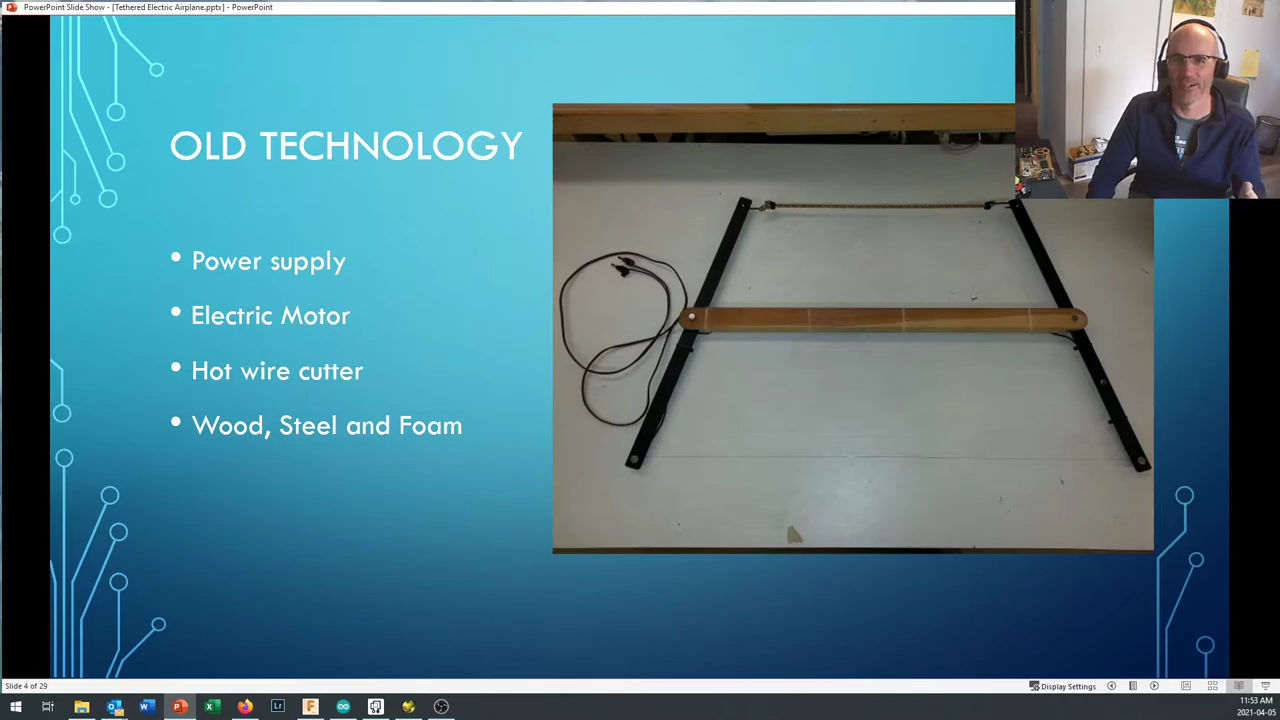 PowerPoint Slide Show - [Tethered Electric Airplane.pptx] - PowerPoint
OLD TECHNOLOGY
• Power supply
• Electric Motor
• Hot wire cutter
• Wood, Steel and Foam
Slide 4 of 29
Display Settings
Lr
11:53 AM
2021-04-05